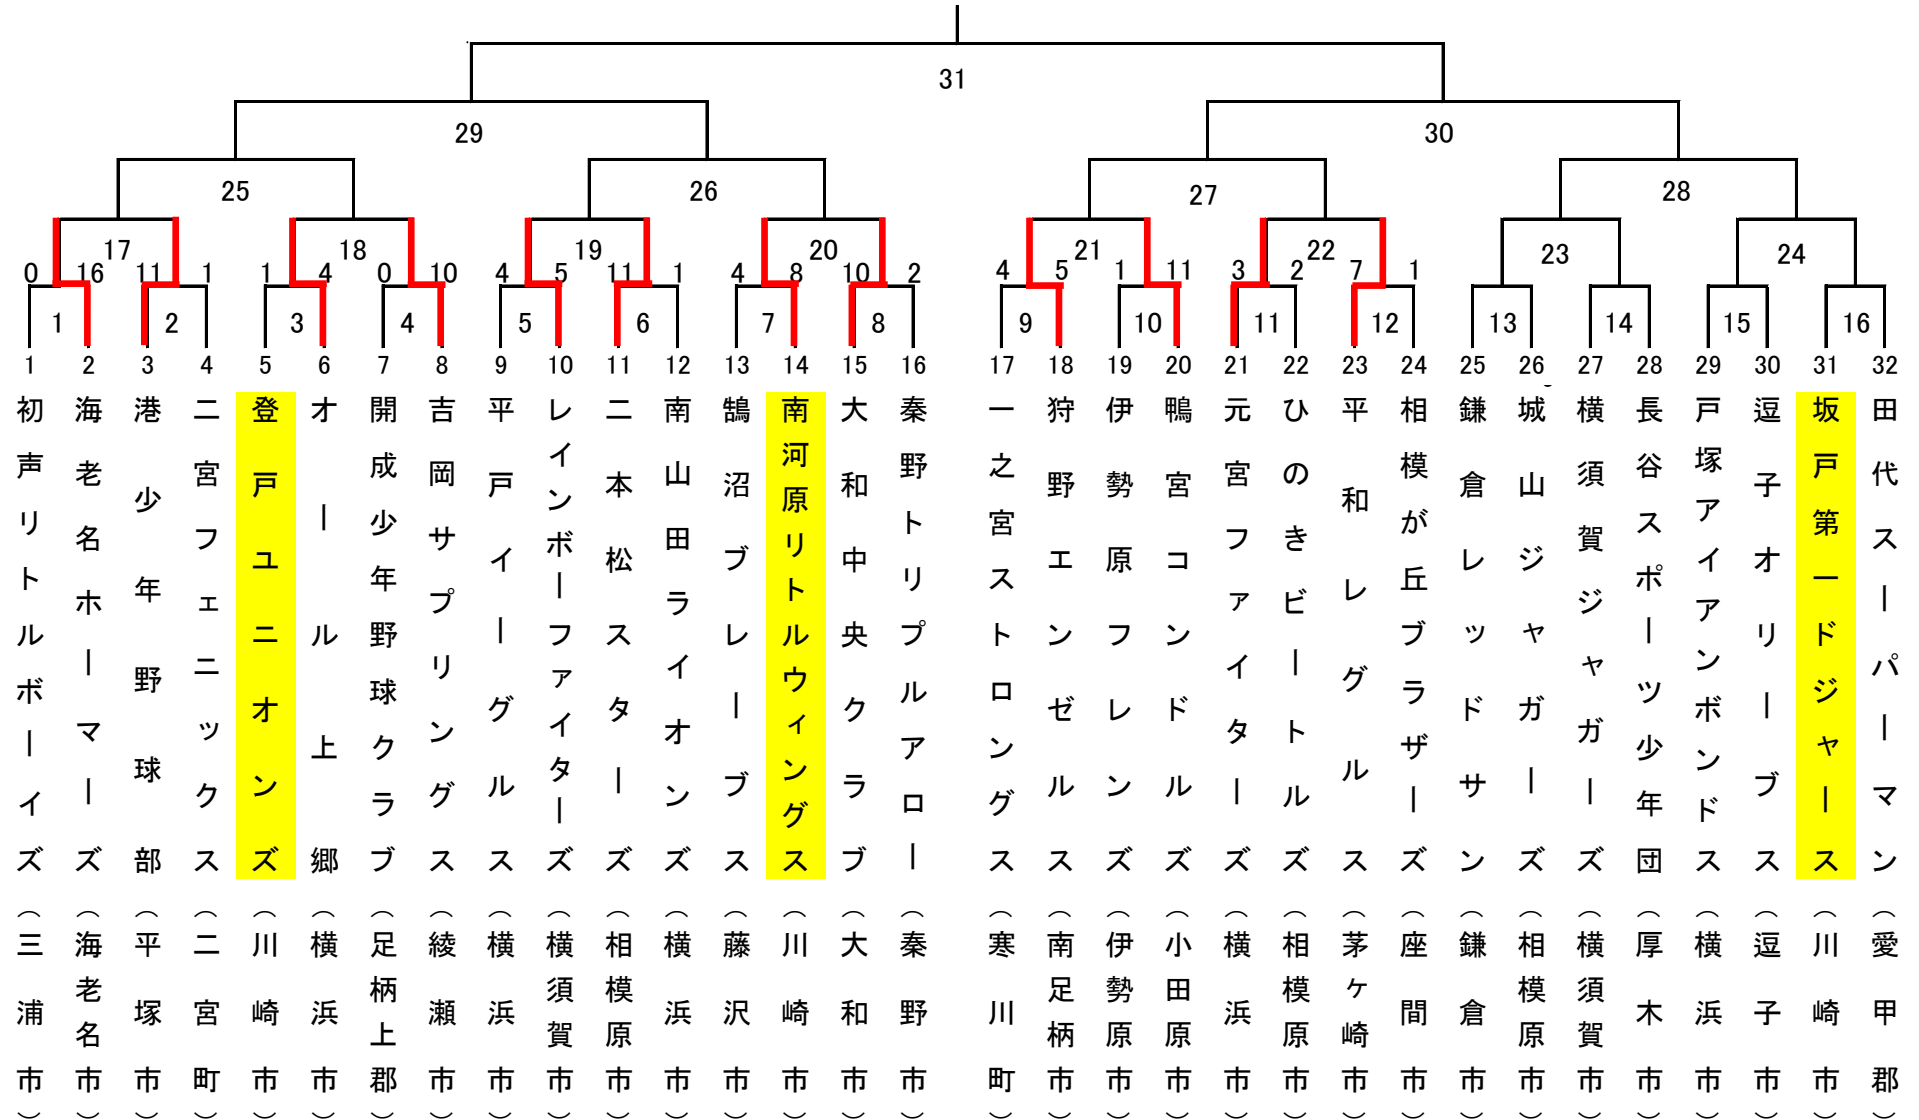 31
29
30
25
26
27
28
17
18
19
20
21
22
23
24
0 16 11 1 1 4 0 10 4 5 11 1 4 8 10 2 4 5 1 11 3 2 7 1
1 2 3 4 5 6 7 8 9 10 11 12 13 14 15 16
1 2 3 4 5 6 7 8 9 10 11 12 13 14 15 16 17 18 19 20 21 22 23 24 25 26 27 28 29 30 31 32
初声リトルボーイズ(三浦市)
海老名ホーマーズ(海老名市)
港少年野球部(平塚市)
二宮フェニックス(二宮町)
登戸ユニオンズ(川崎市)
オール上郷(横浜市)
開成少年野球クラブ(足柄上郡)
吉岡サプリングス(綾瀬市)
平戸イーグルス(横浜市)
レインボーファイターズ(横須賀市)
二本松スターズ(相模原市)
南山田ライオンズ(横浜市)
鵠沼ブレーブス(藤沢市)
南河原リトルウィングス(川崎市)
大和中央クラブ(大和市)
秦野トリプルアロー(秦野市)
一之宮ストロングス(寒川町)
狩野エンゼルス(南足柄市)
伊勢原フレンズ(伊勢原市)
鴨宮コンドルズ(小田原市)
元宮ファイターズ(横浜市)
ひのきビートルズ(相模原市)
平和レグルス(茅ヶ崎市)
相模が丘ブラザーズ(座間市)
鎌倉レッドサン(鎌倉市)
城山ジャガーズ(相模原市)
横須賀ジャガーズ(横須賀市)
長谷スポーツ少年団(厚木市)
戸塚アイアンボンドス(横浜市)
逗子オリーブス(逗子市)
坂戸第一ドジャース(川崎市)
田代スーパーマン(愛甲郡)